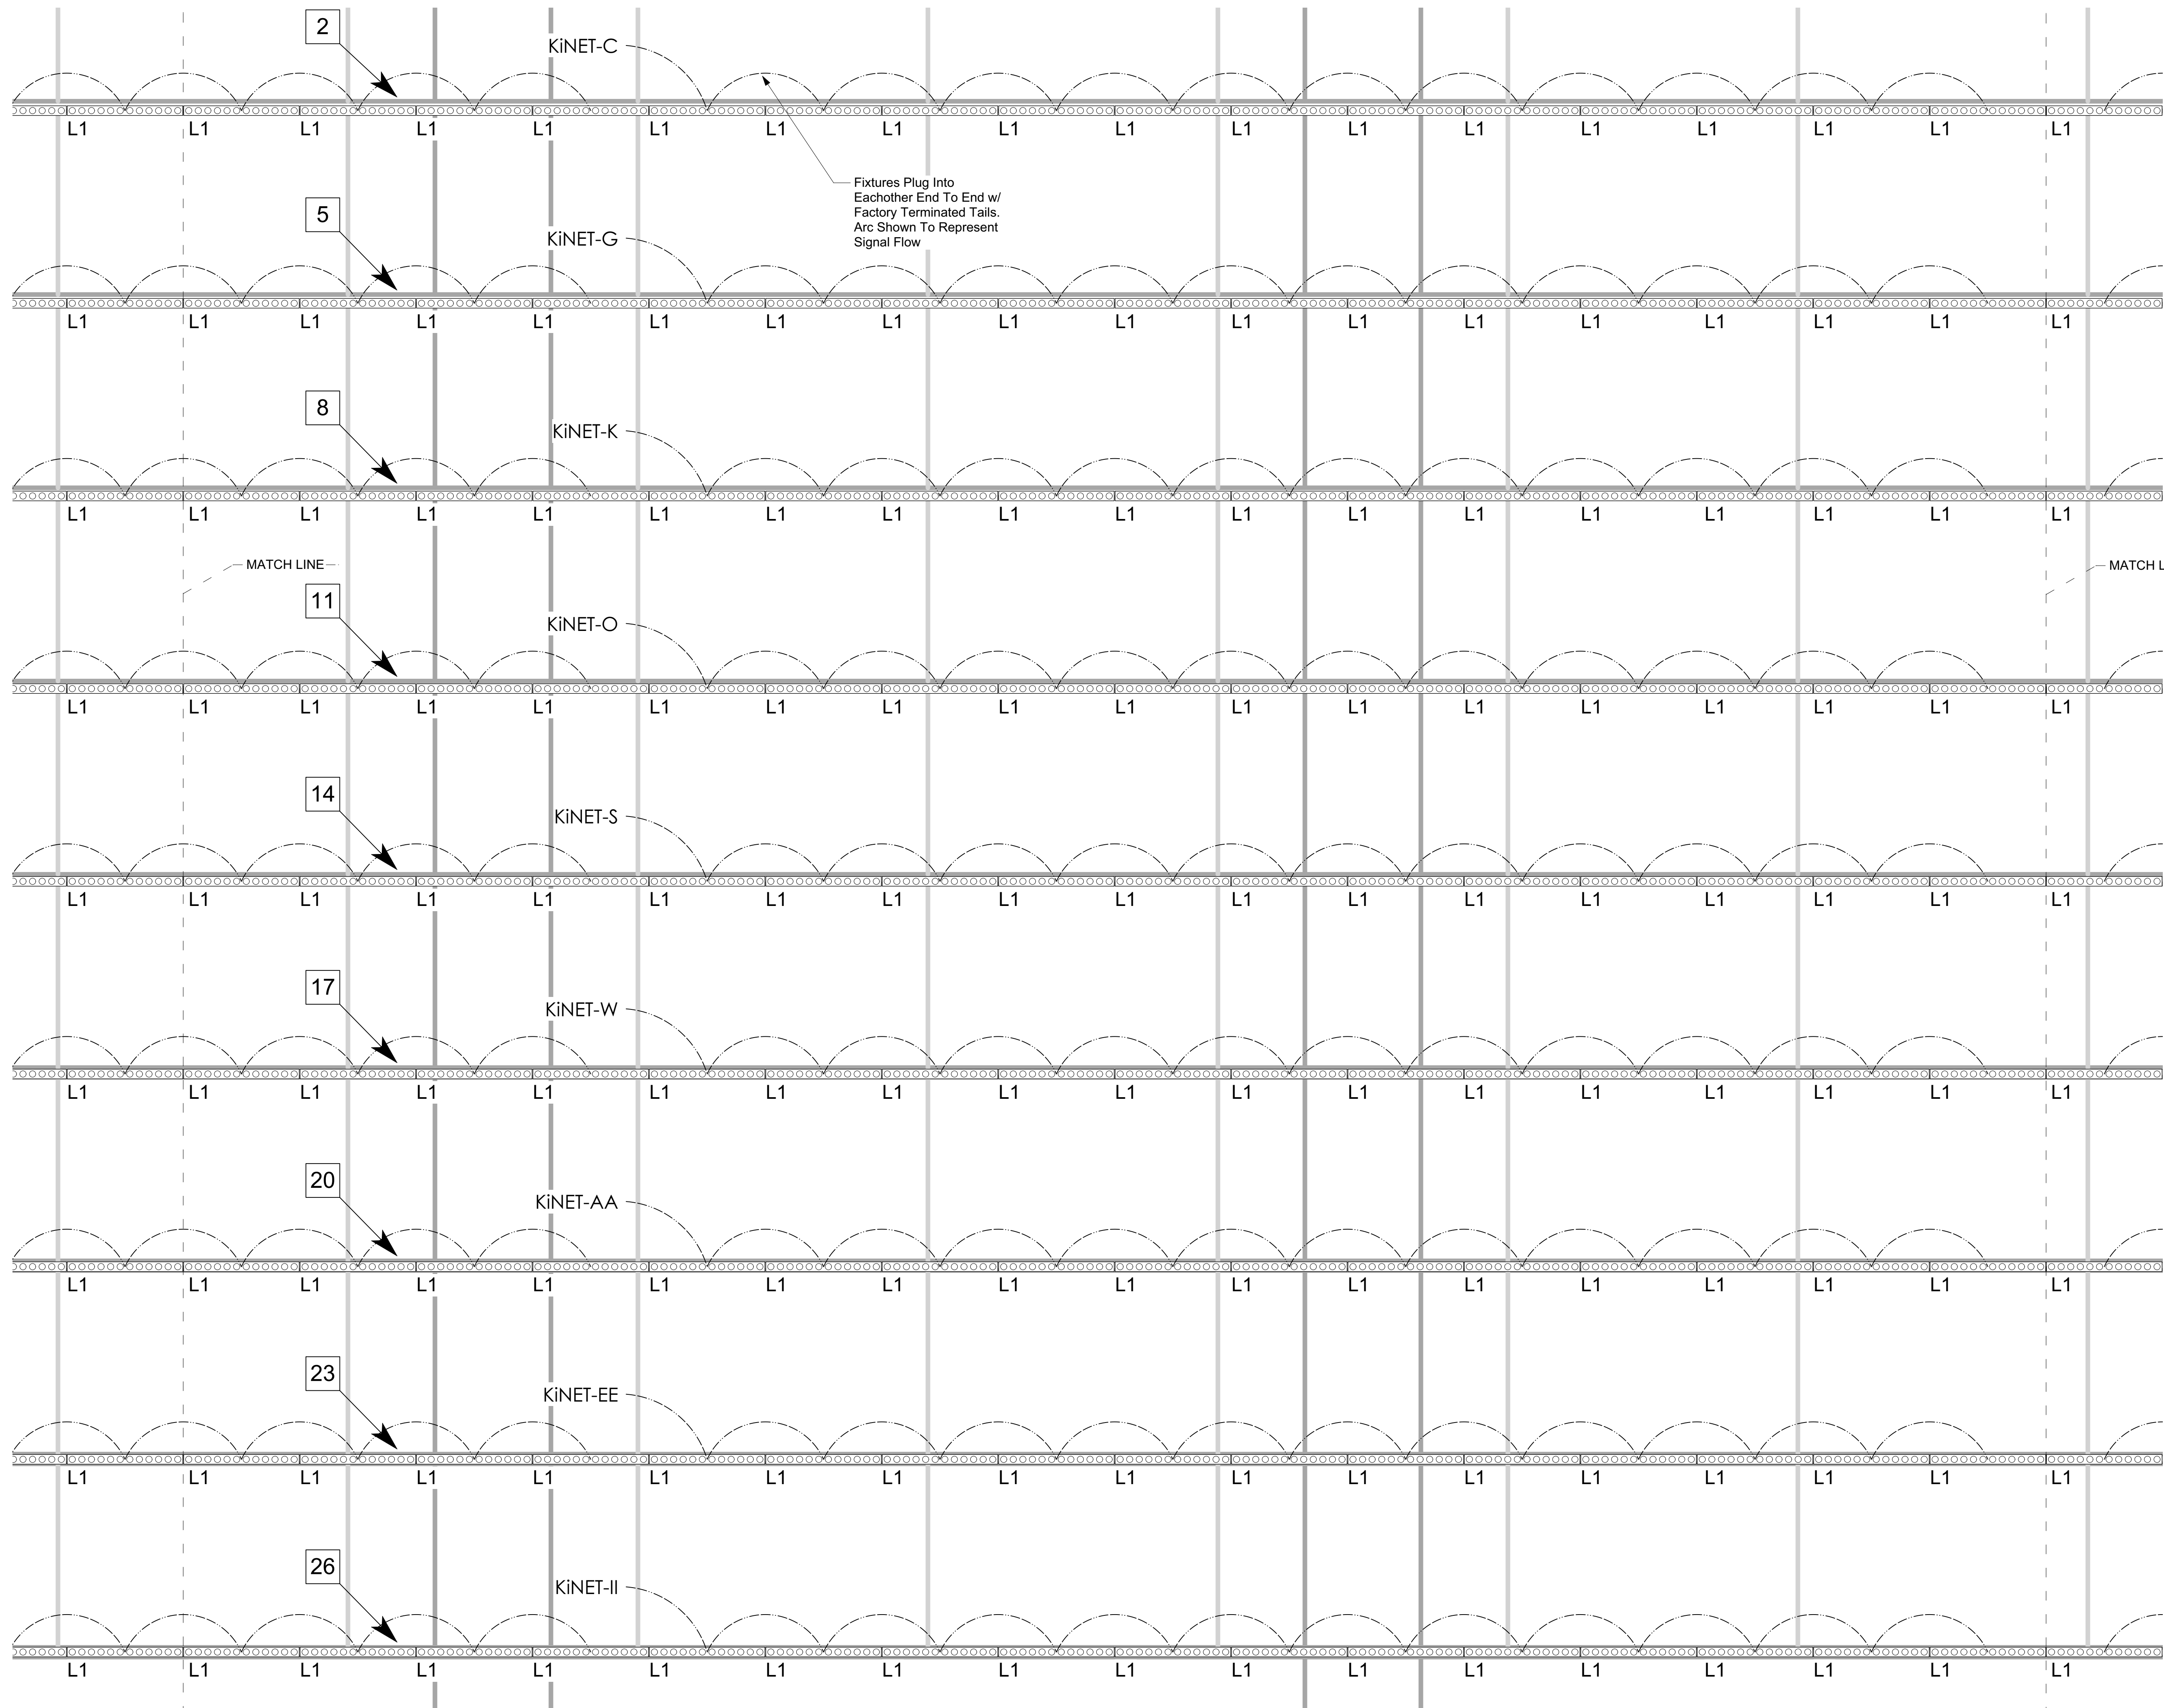 2
KiNET-C
L1 L1 L1 L1 L1 L1 L1 L1 L1 L1 L1 L1 L1 L1 L1 L1 L1 L1
Fixtures Plug Into
Eachother End To End w/
Factory Terminated Tails.
Arc Shown To Represent
Signal Flow
5
KiNET-G
L1 L1 L1 L1 L1 L1 L1 L1 L1 L1 L1 L1 L1 L1 L1 L1 L1 L1
8
KiNET-K
L1 L1 L1 L1 L1 L1 L1 L1 L1 L1 L1 L1 L1 L1 L1 L1 L1 L1
MATCH LINE
MATCH L
11
KiNET-O
L1 L1 L1 L1 L1 L1 L1 L1 L1 L1 L1 L1 L1 L1 L1 L1 L1 L1
14
KiNET-S
L1 L1 L1 L1 L1 L1 L1 L1 L1 L1 L1 L1 L1 L1 L1 L1 L1 L1
17
KiNET-W
L1 L1 L1 L1 L1 L1 L1 L1 L1 L1 L1 L1 L1 L1 L1 L1 L1 L1
20
KiNET-AA
L1 L1 L1 L1 L1 L1 L1 L1 L1 L1 L1 L1 L1 L1 L1 L1 L1 L1
23
KiNET-EE
L1 L1 L1 L1 L1 L1 L1 L1 L1 L1 L1 L1 L1 L1 L1 L1 L1 L1
26
KiNET-II
L1 L1 L1 L1 L1 L1 L1 L1 L1 L1 L1 L1 L1 L1 L1 L1 L1 L1